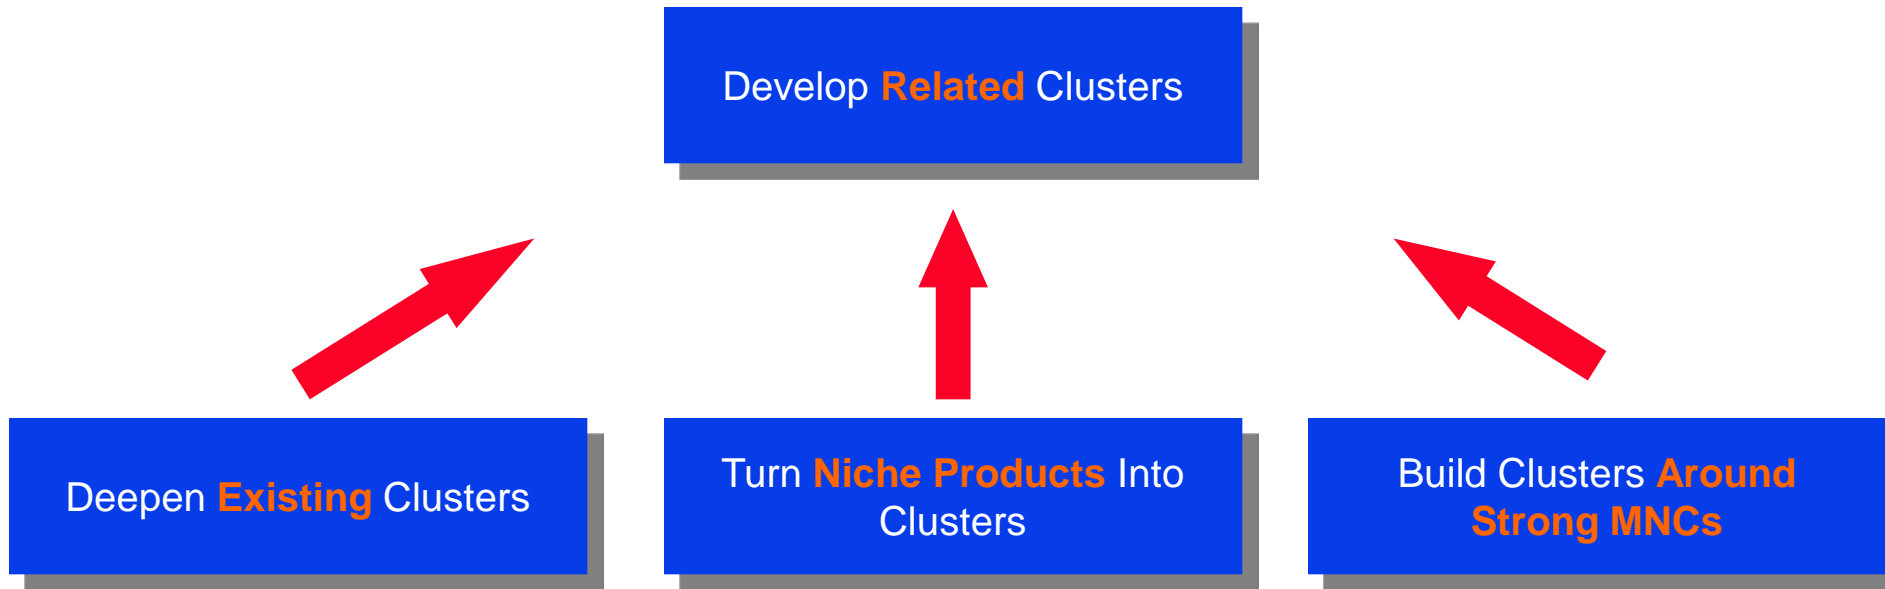 Develop Related Clusters
Deepen Existing Clusters
Turn Niche Products Into
Clusters
Build Clusters Around
Strong MNCs